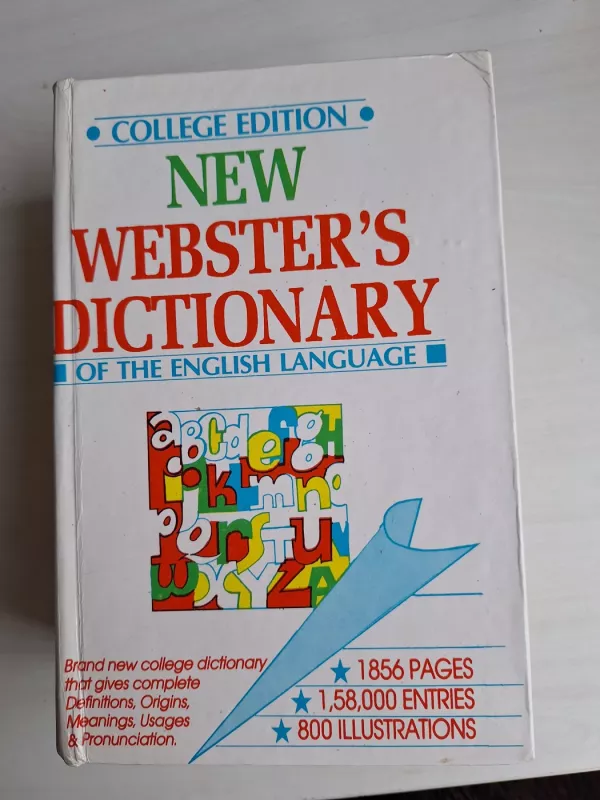 • COLLEGE EDITION •
NEW
WEBSTER'S
DICTIONARY
■ OF THE ENGLISH LANGUAGE ■
abCdefgh
Brand new college dictionary
that gives complete
Definitions, Origins,
Meanings, Usages
& Pronunciation.
★ 1856 PAGES
★ 1,58,000 ENTRIES
★ 800 ILLUSTRATIONS